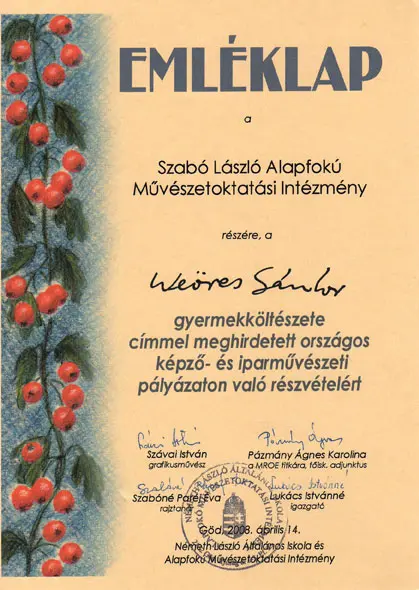 EMLÉKLAP
a
Szabó László Alapfokú
Művészetoktatási Intézmény
részére, a
Weöres Sándor
gyermekköltészete
címmel meghirdetett országos
képző- és iparművészeti
pályázaton való részvételért
Szávai István
grafikusművész
Pázmány Ágnes Karolina
a MROE titkára, főisk. adjunktus
Szabóné Patel Éva
rajztanár
Lukács Istvánné
igazgató
Göd, 2008. április 14.
Németh László Általános Iskola és
Alapfokú Művészetoktatási Intézmény